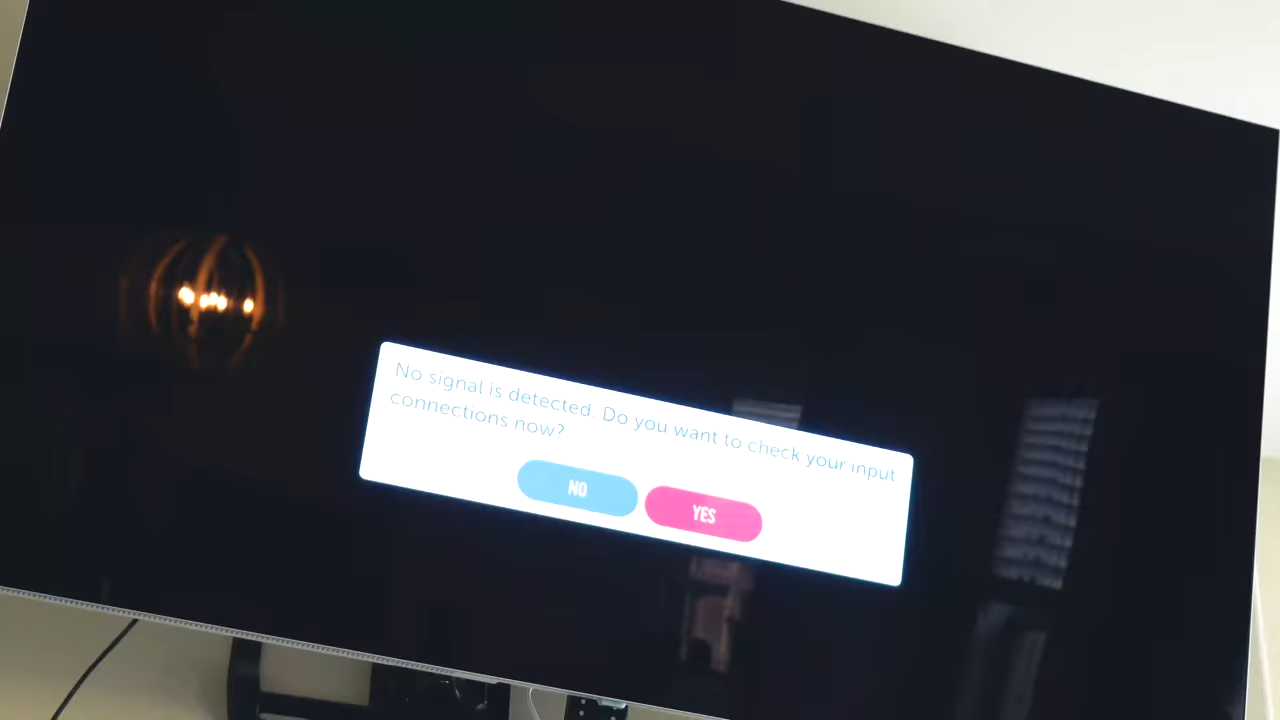 No signal is detected. Do you want to check your input
connections now?
NO
YES